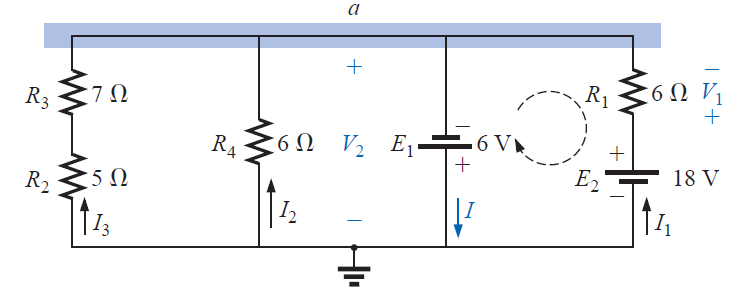 a
R3 7 Ω
R2 5 Ω
I3
R4 6 Ω
I2
+
V2
–
E1 – 6 V
+
I
R1 6 Ω
–
V1
+
+
E2 18 V
–
I1